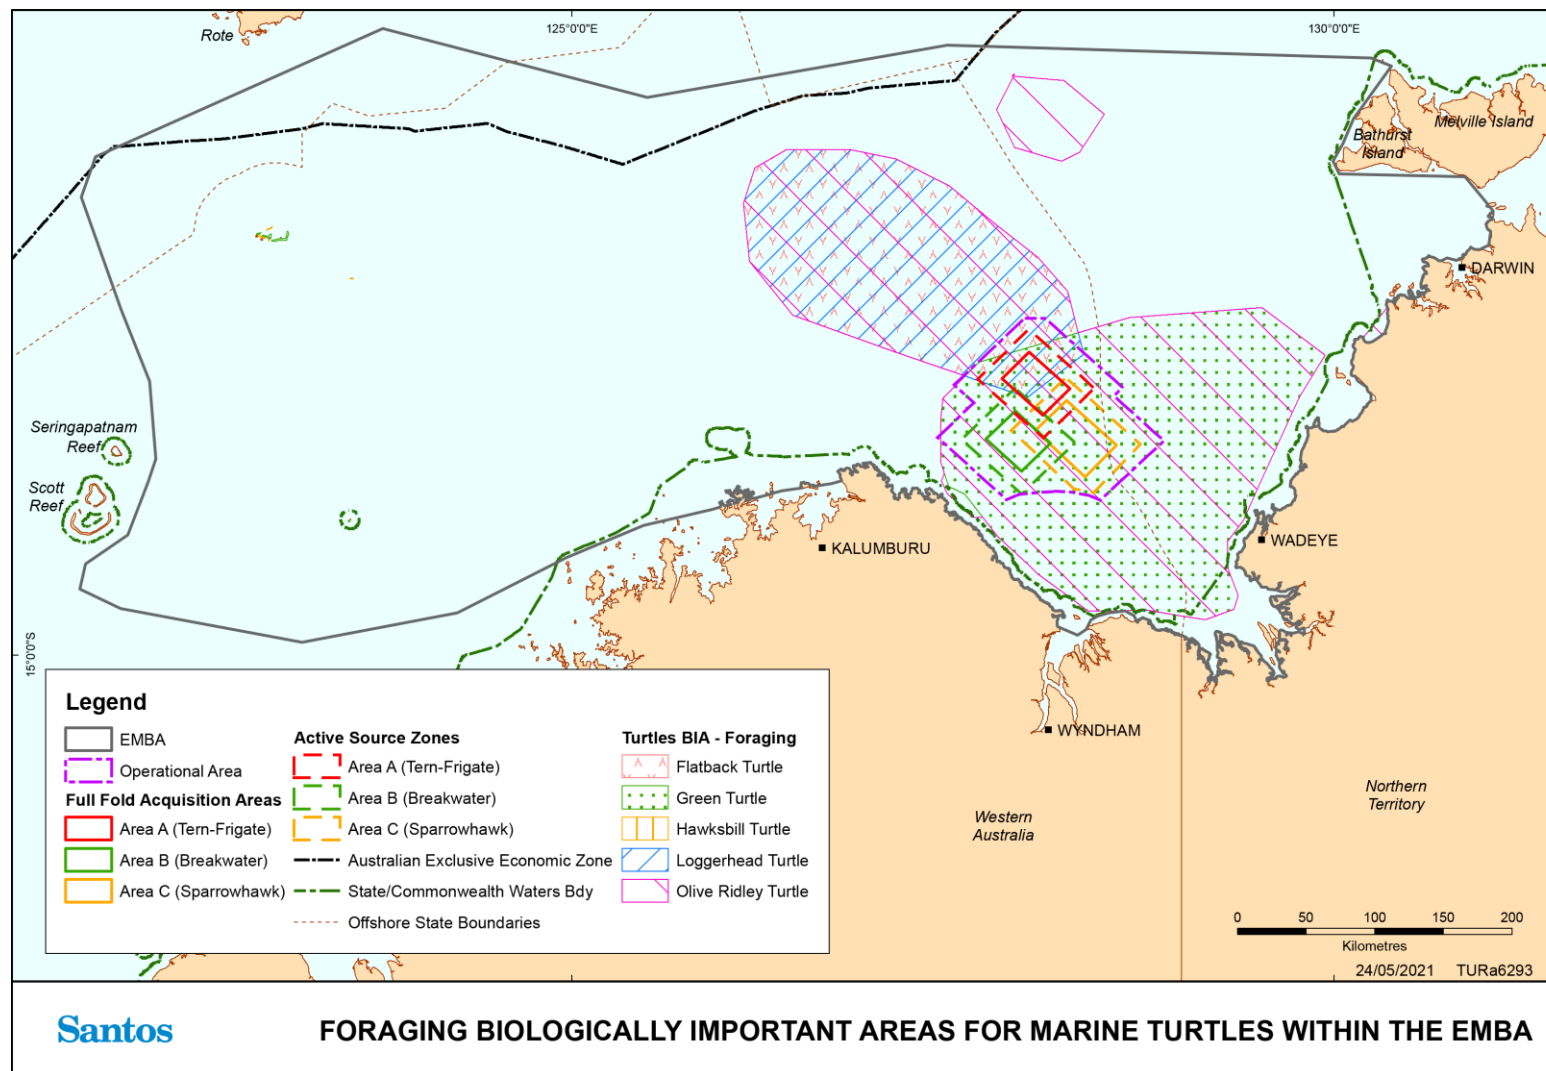 125°0'0"E
130°0'0"E
Rote
Melville Island
Bathurst
Island
DARWIN
Seringapatnam
Reef
Scott
Reef
KALUMBURU
WADEYE
15°0'0"S
WYNDHAM
Western
Australia
Northern
Territory
Legend
EMBA
Operational Area
Full Fold Acquisition Areas
Area A (Tern-Frigate)
Area B (Breakwater)
Area C (Sparrowhawk)
Active Source Zones
Area A (Tern-Frigate)
Area B (Breakwater)
Area C (Sparrowhawk)
Australian Exclusive Economic Zone
State/Commonwealth Waters Bdy
Offshore State Boundaries
Turtles BIA - Foraging
Flatback Turtle
Green Turtle
Hawksbill Turtle
Loggerhead Turtle
Olive Ridley Turtle
0 50 100 150 200
Kilometres
24/05/2021 TURa6293
Santos
FORAGING BIOLOGICALLY IMPORTANT AREAS FOR MARINE TURTLES WITHIN THE EMBA